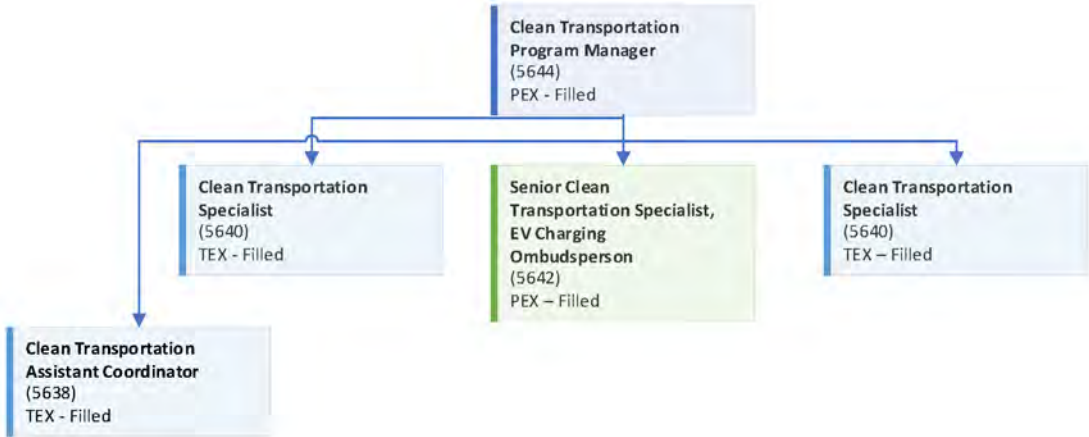 Clean Transportation
Program Manager
(5644)
PEX - Filled
Clean Transportation
Specialist
(5640)
TEX - Filled
Senior Clean
Transportation Specialist,
EV Charging
Ombudsperson
(5642)
PEX – Filled
Clean Transportation
Specialist
(5640)
TEX – Filled
Clean Transportation
Assistant Coordinator
(5638)
TEX - Filled